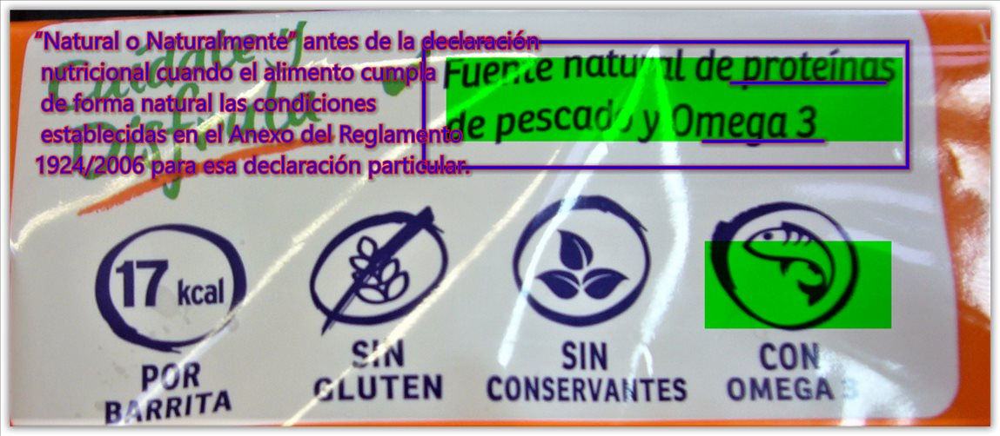 "Natural o Naturalmente" antes de la declaración
nutricional cuando el alimento cumpla
de forma natural las condiciones
establecidas en el Anexo del Reglamento
1924/2006 para esa declaración particular.
Cuídate y
Disfruta
Fuente natural de proteínas
de pescado y Omega 3
17 kcal
POR
BARRITA
SIN
GLUTEN
SIN
CONSERVANTES
CON
OMEGA 3